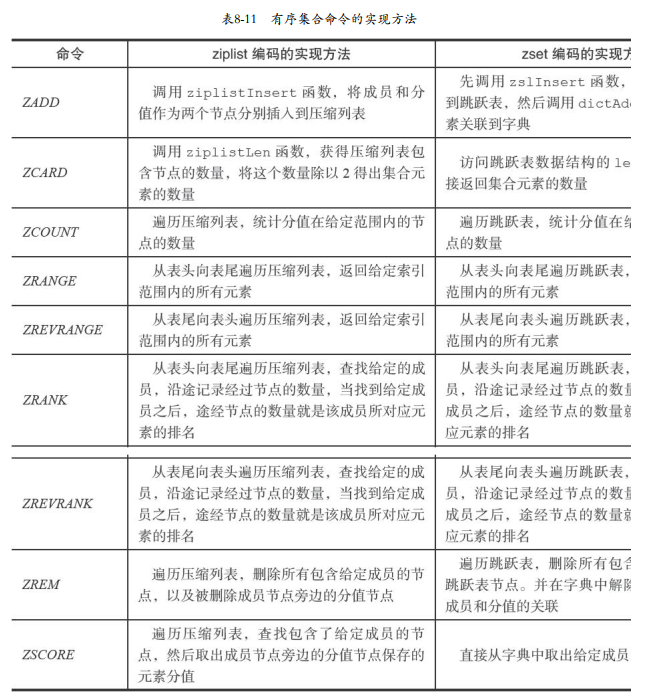 表8-11 有序集合命令的实现方法
命令 ziplist 编码的实现方法 zset 编码的实现方
ZADD
调用 ziplistInsert 函数，将成员和分
值作为两个节点分别插入到压缩列表
先调用 zslInsert 函数，
到跳跃表，然后调用 dictAd
素关联到字典
ZCARD
调用 ziplistLen 函数，获得压缩列表包
含节点的数量，将这个数量除以 2 得出集合元
素的数量
访问跳跃表数据结构的 le
接返回集合元素的数量
ZCOUNT
遍历压缩列表，统计分值在给定范围内的节
点的数量
遍历跳跃表，统计分值在给
点的数量
ZRANGE
从表头向表尾遍历压缩列表，返回给定索引
范围内的所有元素
从表头向表尾遍历跳跃表，
范围内的所有元素
ZREVRANGE
从表尾向表头遍历压缩列表，返回给定索引
范围内的所有元素
从表尾向表头遍历跳跃表，
范围内的所有元素
ZRANK
从表头向表尾遍历压缩列表，查找给定的成
员，沿途记录经过节点的数量，当找到给定成
员之后，途经节点的数量就是该成员所对应元
素的排名
从表头向表尾遍历跳跃表，
员，沿途记录经过节点的数量
成员之后，途经节点的数量就
应元素的排名
ZREVRANK
从表尾向表头遍历压缩列表，查找给定的成
员，沿途记录经过节点的数量，当找到给定成
员之后，途经节点的数量就是该成员所对应元
素的排名
从表尾向表头遍历跳跃表，
员，沿途记录经过节点的数量
成员之后，途经节点的数量就
应元素的排名
ZREM
遍历压缩列表，删除所有包含给定成员的节
点，以及被删除成员节点旁边的分值节点
遍历跳跃表，删除所有包含
跳跃表节点。并在字典中解除
成员和分值的关联
ZSCORE
遍历压缩列表，查找包含了给定成员的节
点，然后取出成员节点旁边的分值节点保存的
元素分值
直接从字典中取出给定成员